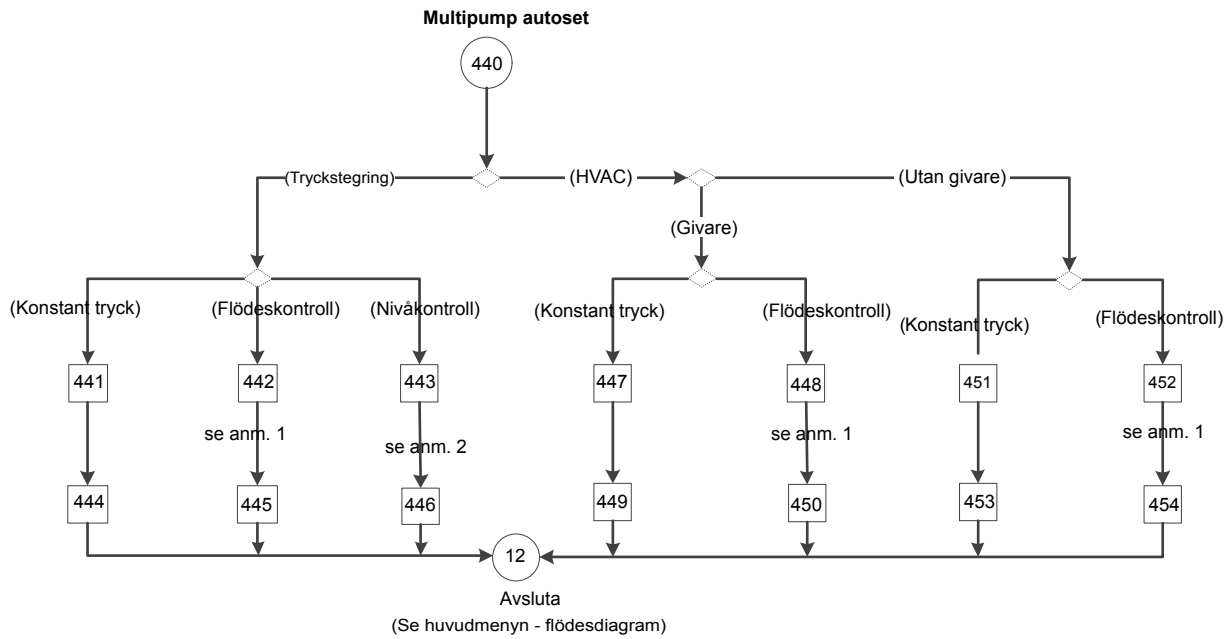 Multipump autoset
440
(Tryckstegring)
(HVAC)
(Utan givare)
(Givare)
(Konstant tryck)
(Flödeskontroll)
(Nivåkontroll)
(Konstant tryck)
(Flödeskontroll)
(Konstant tryck)
(Flödeskontroll)
441
442
443
447
448
451
452
se anm. 1
se anm. 2
se anm. 1
se anm. 1
444
445
446
449
450
453
454
12
Avsluta
(Se huvudmenyn - flödesdiagram)